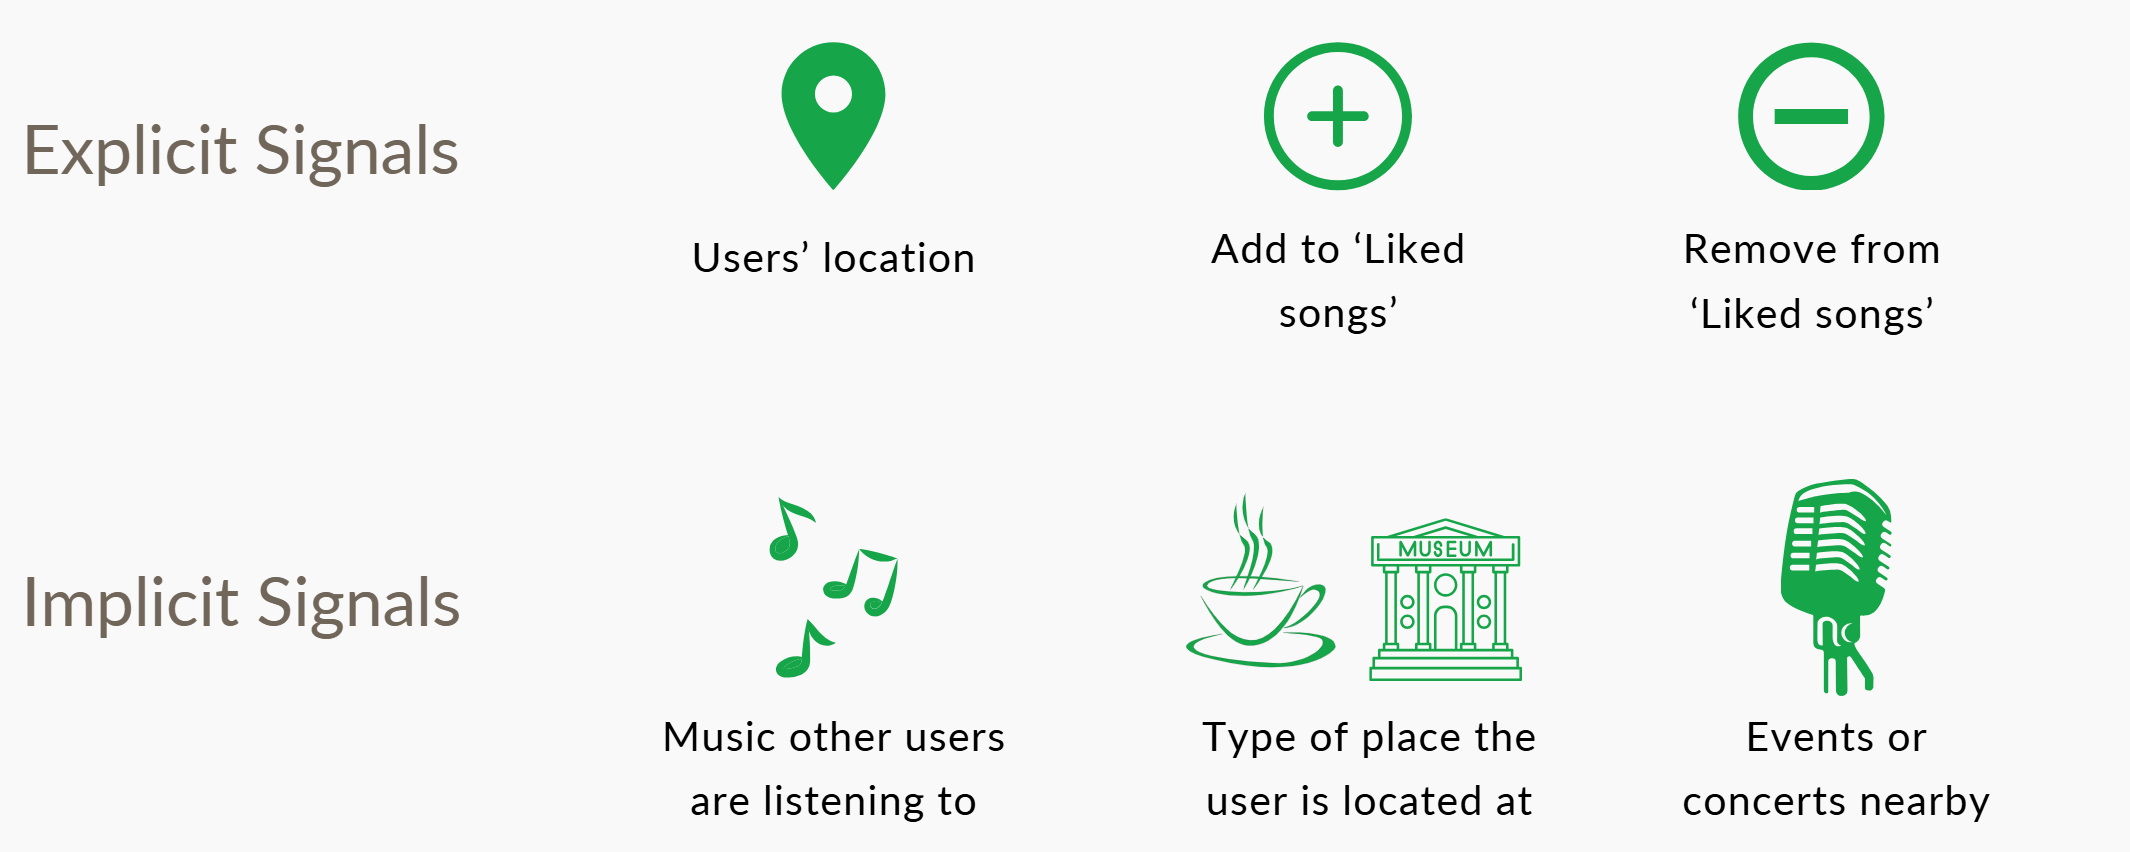 Explicit Signals
Users’ location
Add to ‘Liked
songs’
Remove from
‘Liked songs’
Implicit Signals
MUSEUM
Music other users
are listening to
Type of place the
user is located at
Events or
concerts nearby